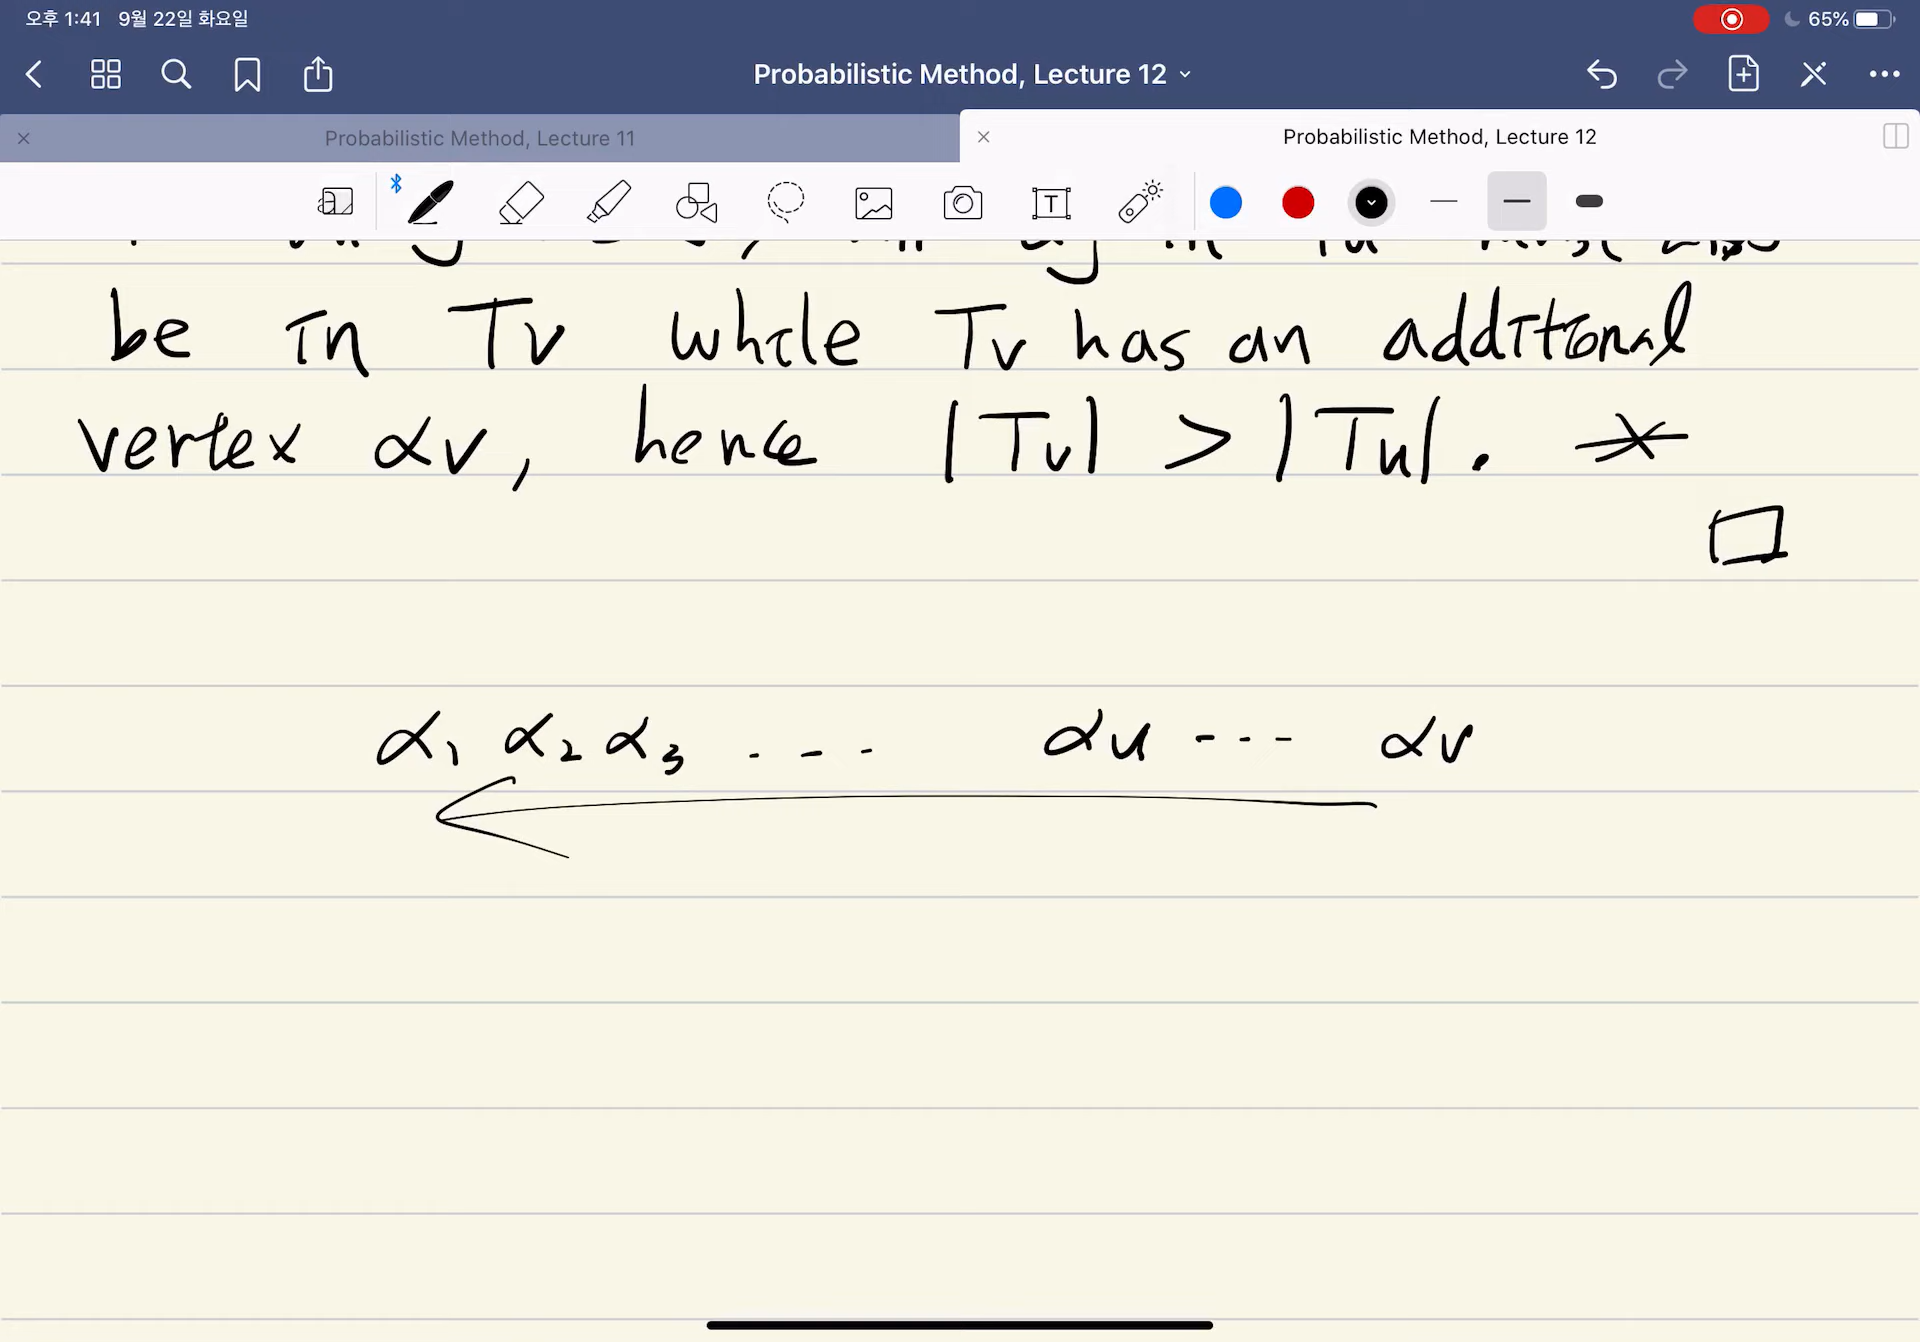 오후 1:41 9월 22일 화요일
65%
Probabilistic Method, Lecture 12
Probabilistic Method, Lecture 11
Probabilistic Method, Lecture 12
be in Tv while Tv has an additional
vertex αv, hence |Tv| > |Tu|. ※
□
α₁ α₂ α₃ ... αu --- αv